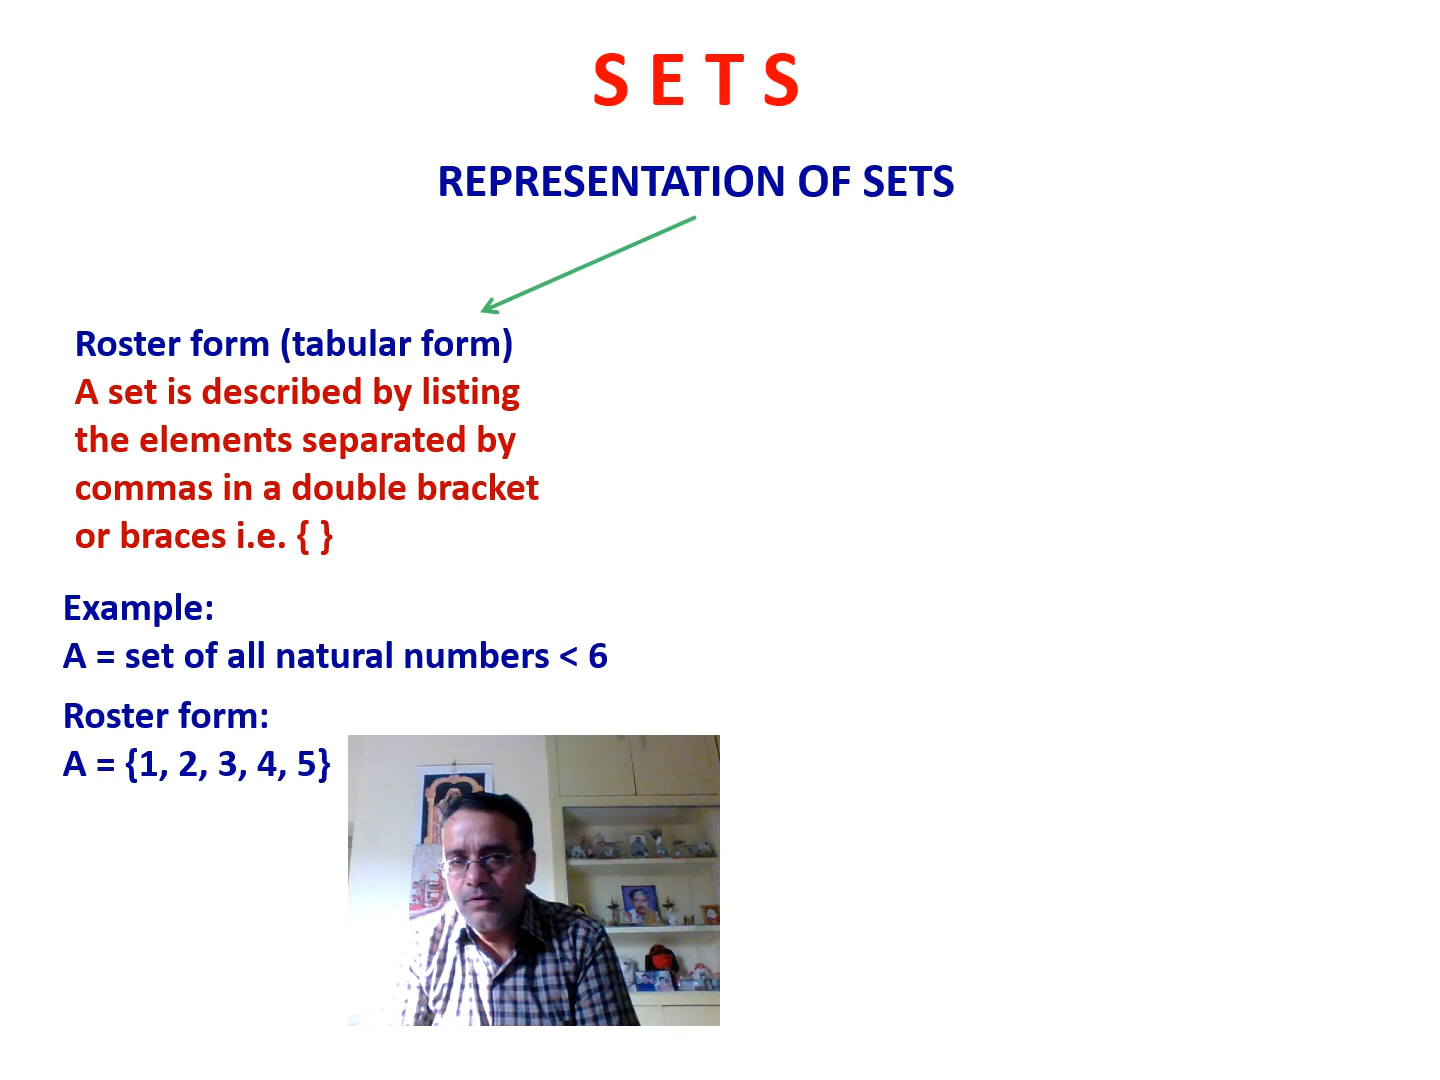 S E T S
REPRESENTATION OF SETS
Roster form (tabular form)
A set is described by listing
the elements separated by
commas in a double bracket
or braces i.e. { }
Example:
A = set of all natural numbers < 6
Roster form:
A = {1, 2, 3, 4, 5}